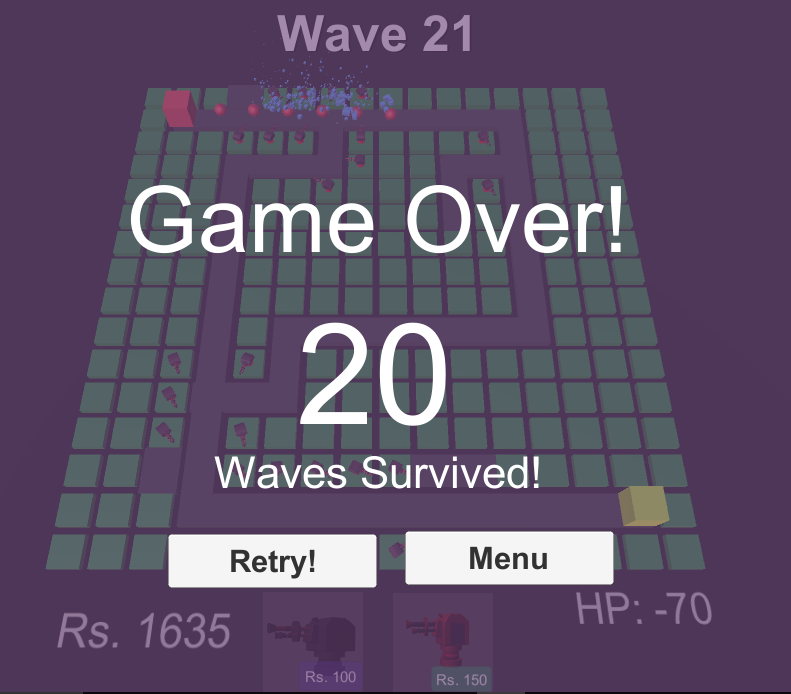 Wave 21
Game Over!
20
Waves Survived!
Retry!
Menu
Rs. 1635
HP: -70
Rs. 100
Rs. 150